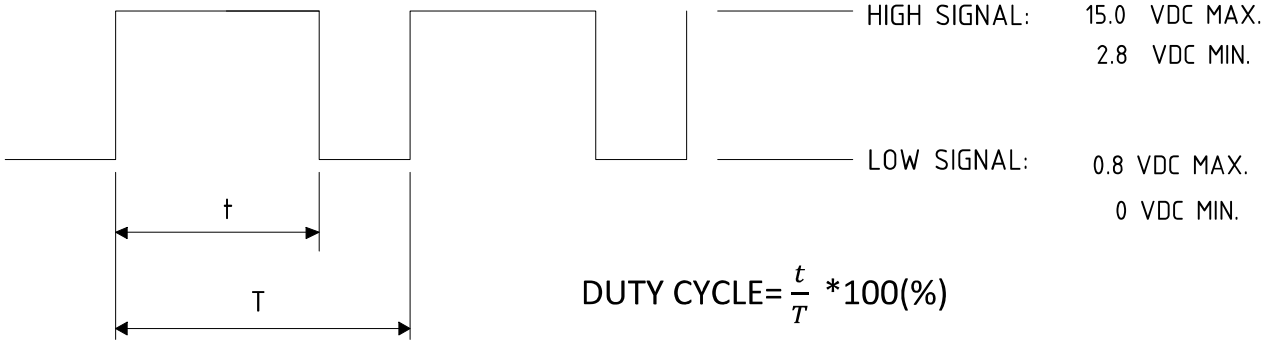 HIGH SIGNAL: 15.0 VDC MAX.
2.8 VDC MIN.
LOW SIGNAL: 0.8 VDC MAX.
0 VDC MIN.
t
T
DUTY CYCLE= t/T *100(%)